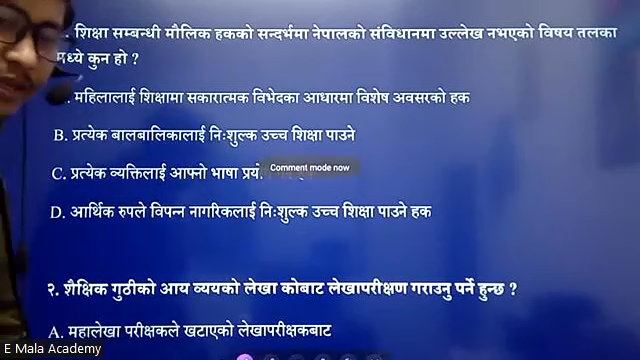 . शिक्षा सम्बन्धी मौलिक हकको सन्दर्भमा नेपालको संविधानमा उल्लेख नभएको विषय तलका
मध्ये कुन हो ?
. महिलालाई शिक्षामा सकारात्मक विभेदका आधारमा विशेष अवसरको हक
B. प्रत्येक बालबालिकालाई निःशुल्क उच्च शिक्षा पाउने
C. प्रत्येक व्यक्तिलाई आफ्नो भाषा
Comment mode now
D. आर्थिक रुपले विपन्न नागरिकलाई निःशुल्क उच्च शिक्षा पाउने हक
२. शैक्षिक गुठीको आय व्ययको लेखा कोबाट लेखापरीक्षण गराउनु पर्ने हुन्छ ?
A. महालेखा परीक्षकले खटाएको लेखापरीक्षकबाट
E Mala Academy